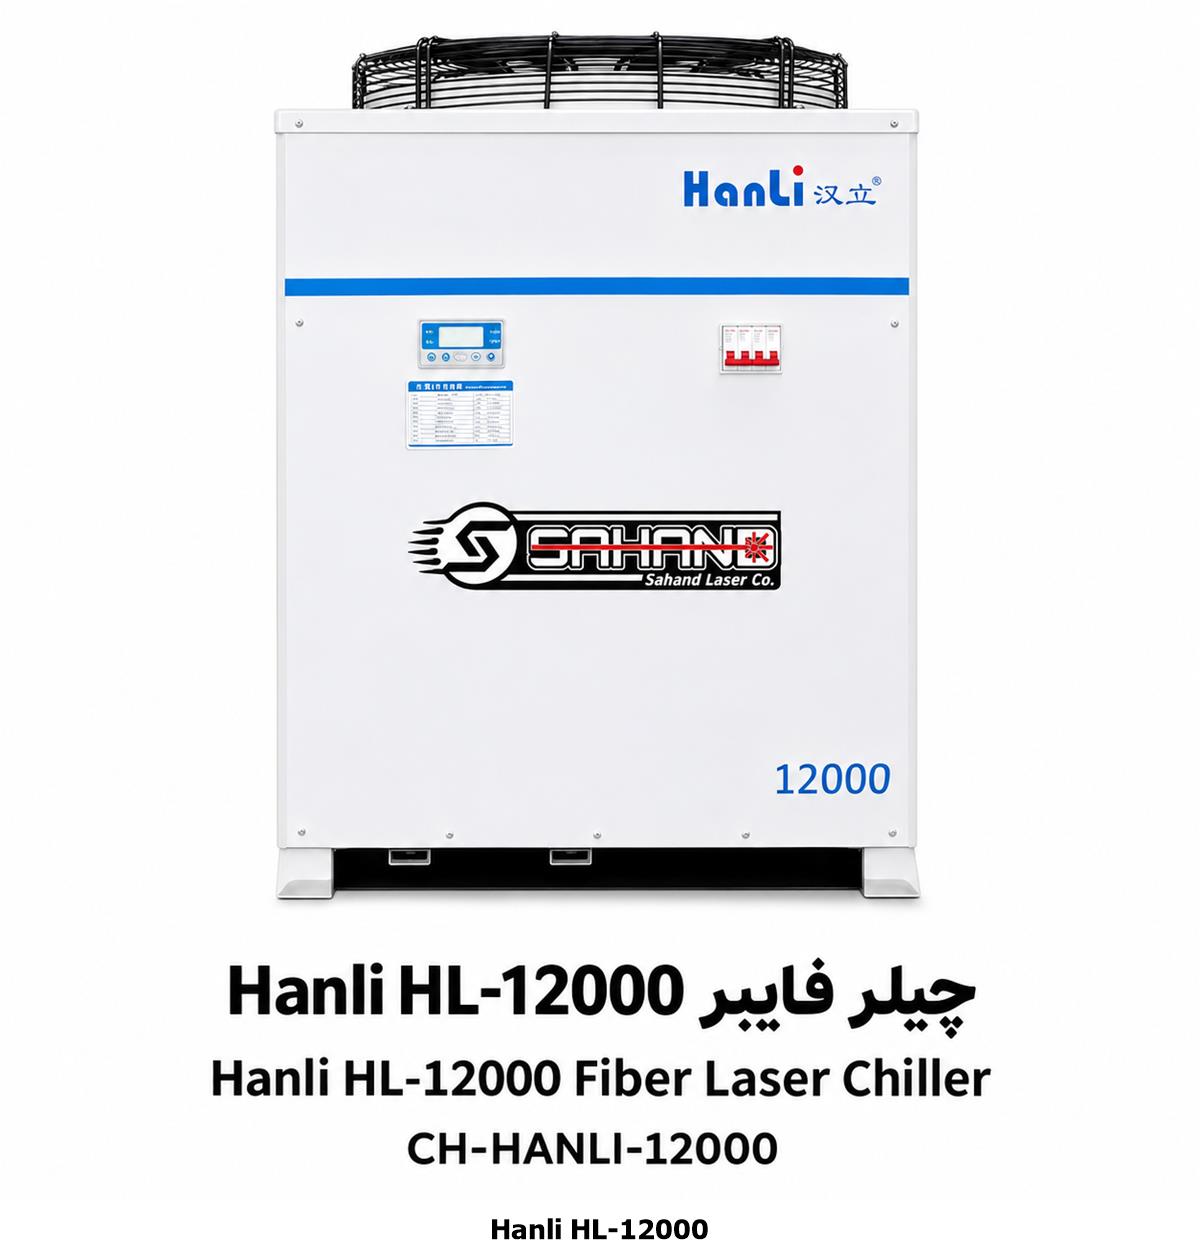 HanLi 汉立®
SAHAND
Sahand Laser Co.
12000
چیلر فایبر Hanli HL-12000
Hanli HL-12000 Fiber Laser Chiller
CH-HANLI-12000
Hanli HL-12000